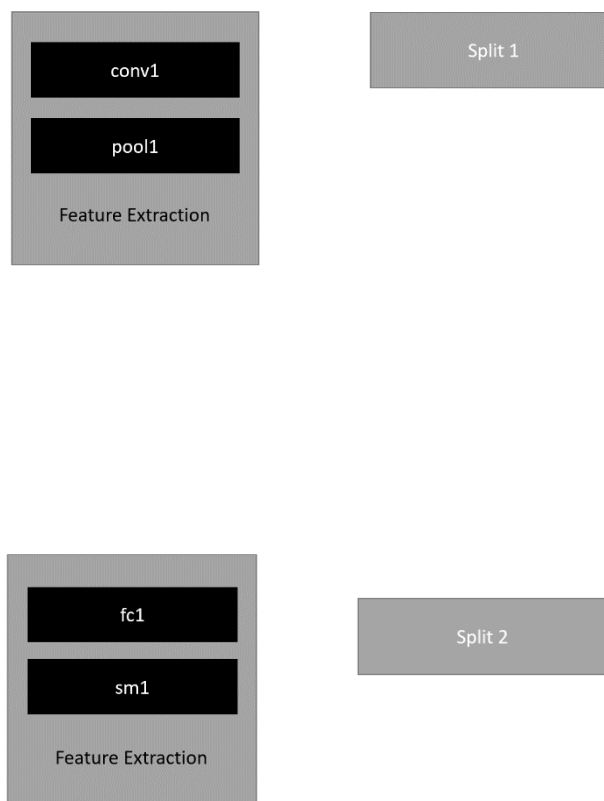 conv1
pool1
Feature Extraction
Split 1
fc1
sm1
Feature Extraction
Split 2